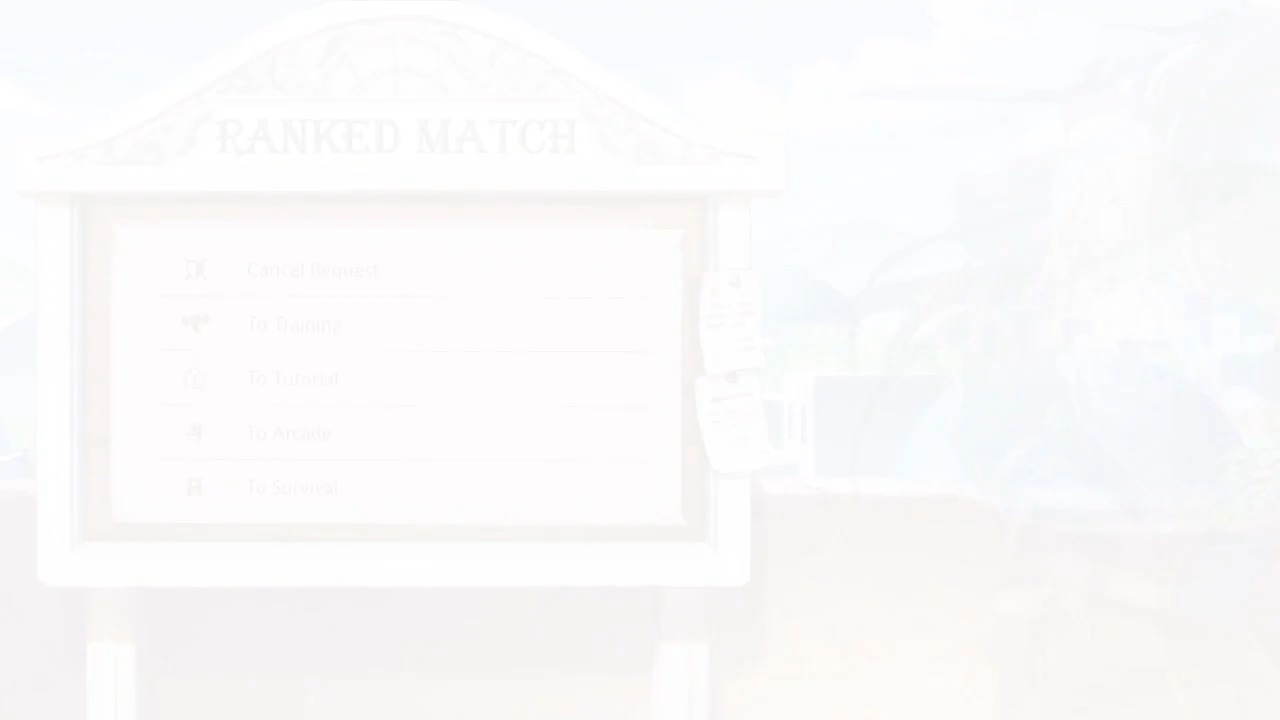 RANKED MATCH
Cancel Request
To Training
To Tutorial
To Arcade
To Survival